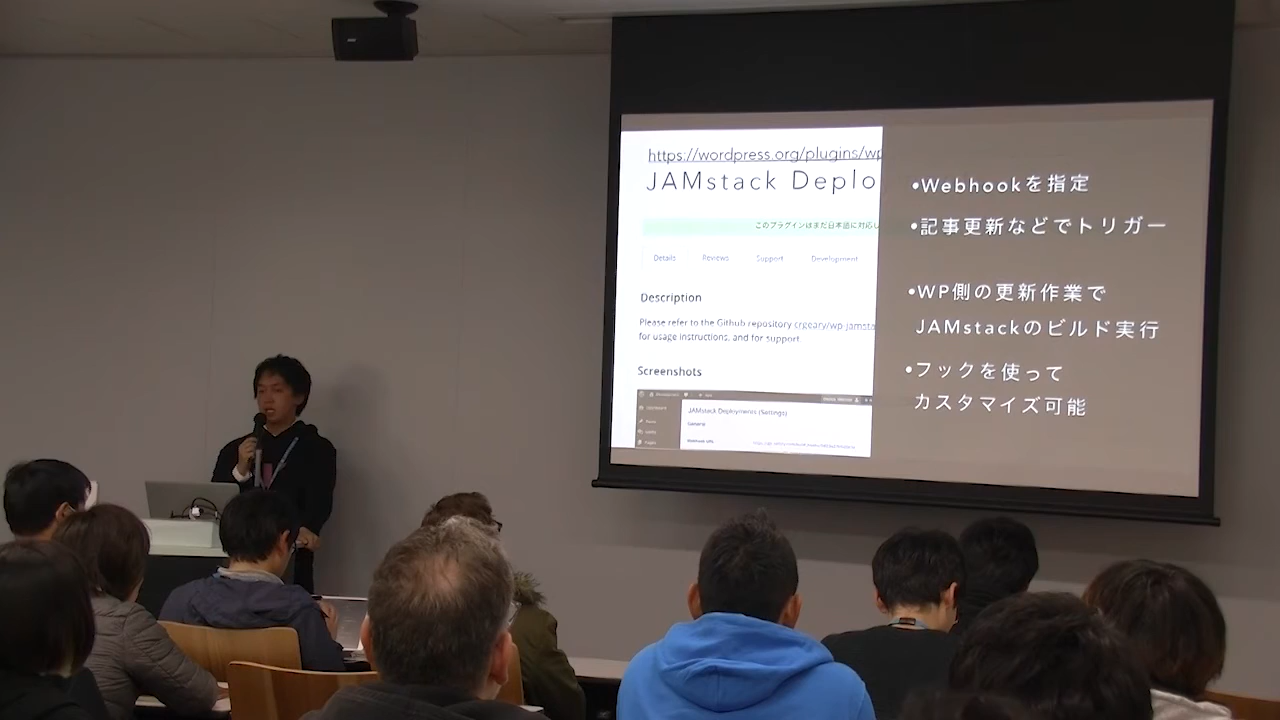 https://wordpress.org/plugins/wp
JAMstack Deplo
このプラグインはまだ日本語に対応し
Details Reviews Support Development
Description
Please refer to the Github repository (rgeary/wp-jamsta
for usage instructions, and for support.
Screenshots
JAMstack Deployments (Settings)
General
Webhook URL
•Webhookを指定
•記事更新などでトリガー
•WP側の更新作業で
JAMstackのビルド実行
•フックを使って
カスタマイズ可能